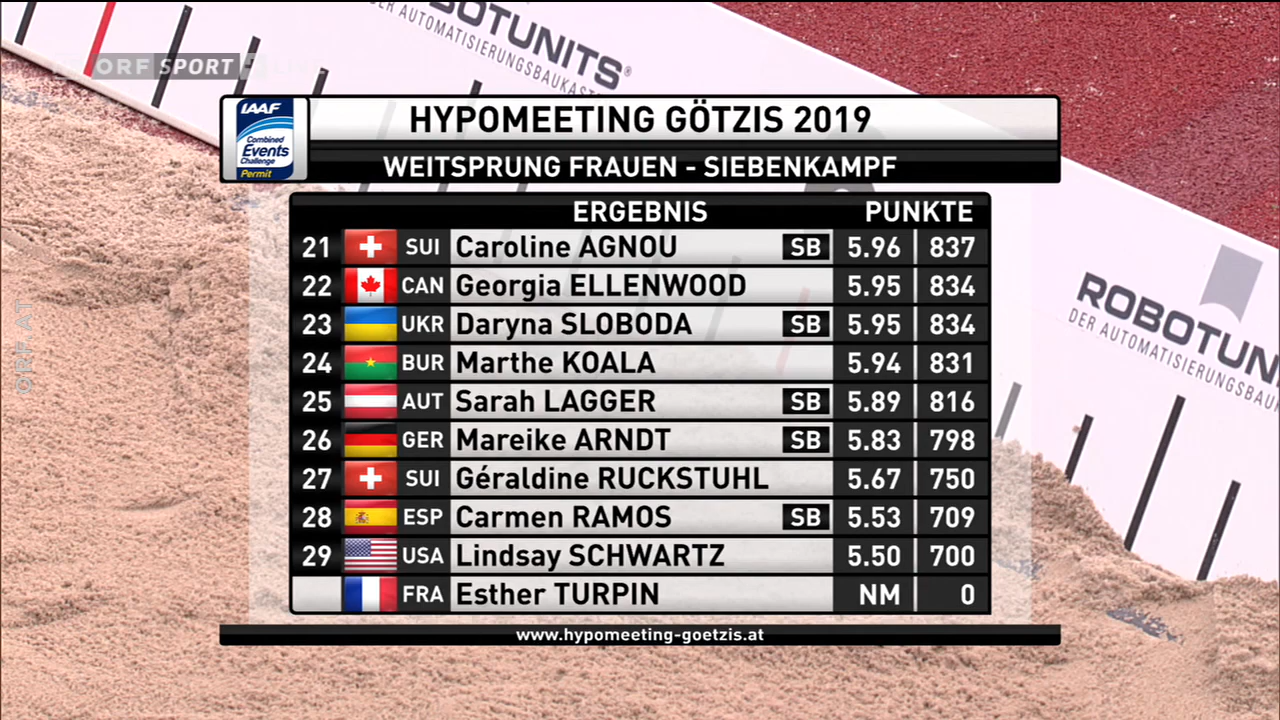 ROBOTUNITS®
DER AUTOMATISIERUNGSBAUKAST
ORF SPORT + LIVE
IAAF
Combined
Events
Challenge
Permit
HYPOMEETING GÖTZIS 2019
WEITSPRUNG FRAUEN - SIEBENKAMPF
ERGEBNIS PUNKTE
21 SUI Caroline AGNOU SB 5.96 837
22 CAN Georgia ELLENWOOD 5.95 834
23 UKR Daryna SLOBODA SB 5.95 834
24 BUR Marthe KOALA 5.94 831
25 AUT Sarah LAGGER SB 5.89 816
26 GER Mareike ARNDT SB 5.83 798
27 SUI Géraldine RUCKSTUHL 5.67 750
28 ESP Carmen RAMOS SB 5.53 709
29 USA Lindsay SCHWARTZ 5.50 700
FRA Esther TURPIN NM 0
www.hypomeeting-goetzis.at
ROBOTUN
DER AUTOMATISIERUNGSBAU
ORF.AT